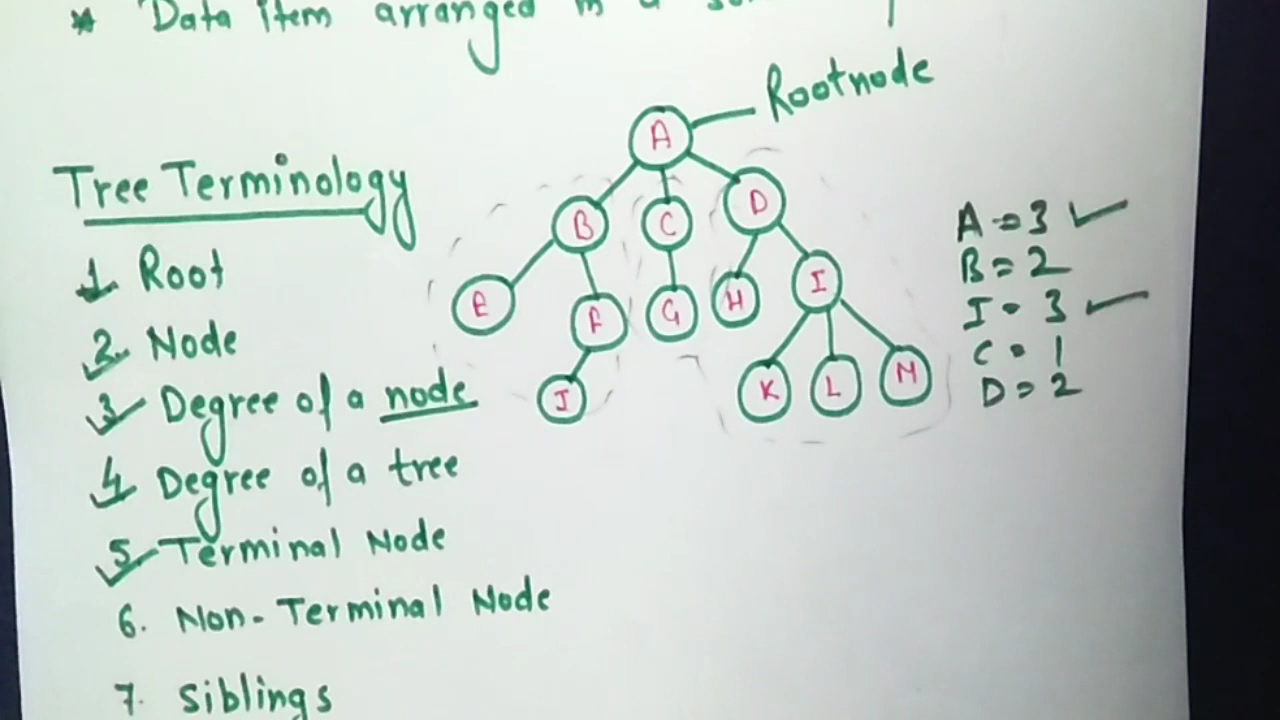 * Data item arranged in a
Rootnode
Tree Terminology
1. Root
2. Node
3. Degree of a node
4. Degree of a tree
5. Terminal Node
6. Non-Terminal Node
7. Siblings
A
B C D
E F G H I
J K L M
A = 3 ✓
B = 2
I = 3 ✓
C = 1
D = 2